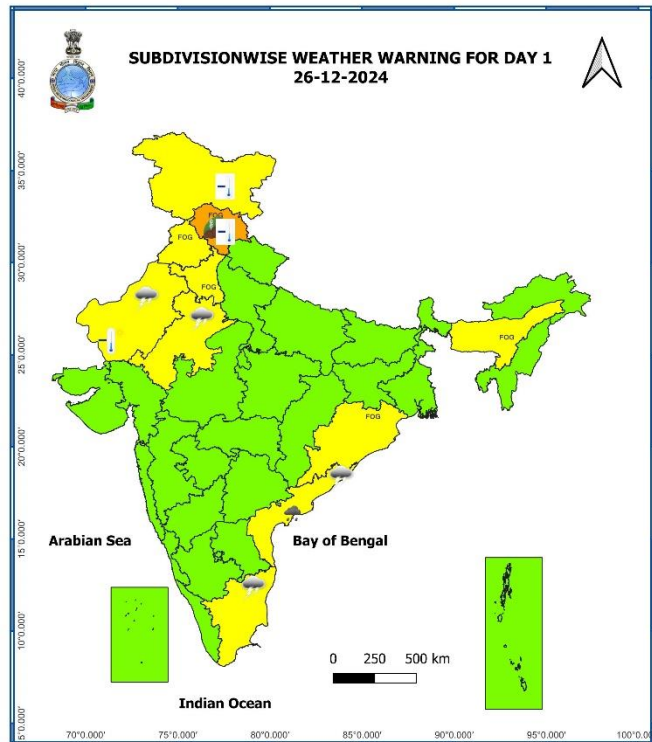 SUBDIVISIONWISE WEATHER WARNING FOR DAY 1
26-12-2024
40°0.000'
35°0.000'
30°0.000'
25°0.000'
20°0.000'
15°0.000'
10°0.000'
5°0.000'
FOG
FOG
FOG
FOG
FOG
Arabian Sea
Bay of Bengal
0 250 500 km
Indian Ocean
70°0.000' 75°0.000' 80°0.000' 85°0.000' 90°0.000' 95°0.000' 100°0.000'